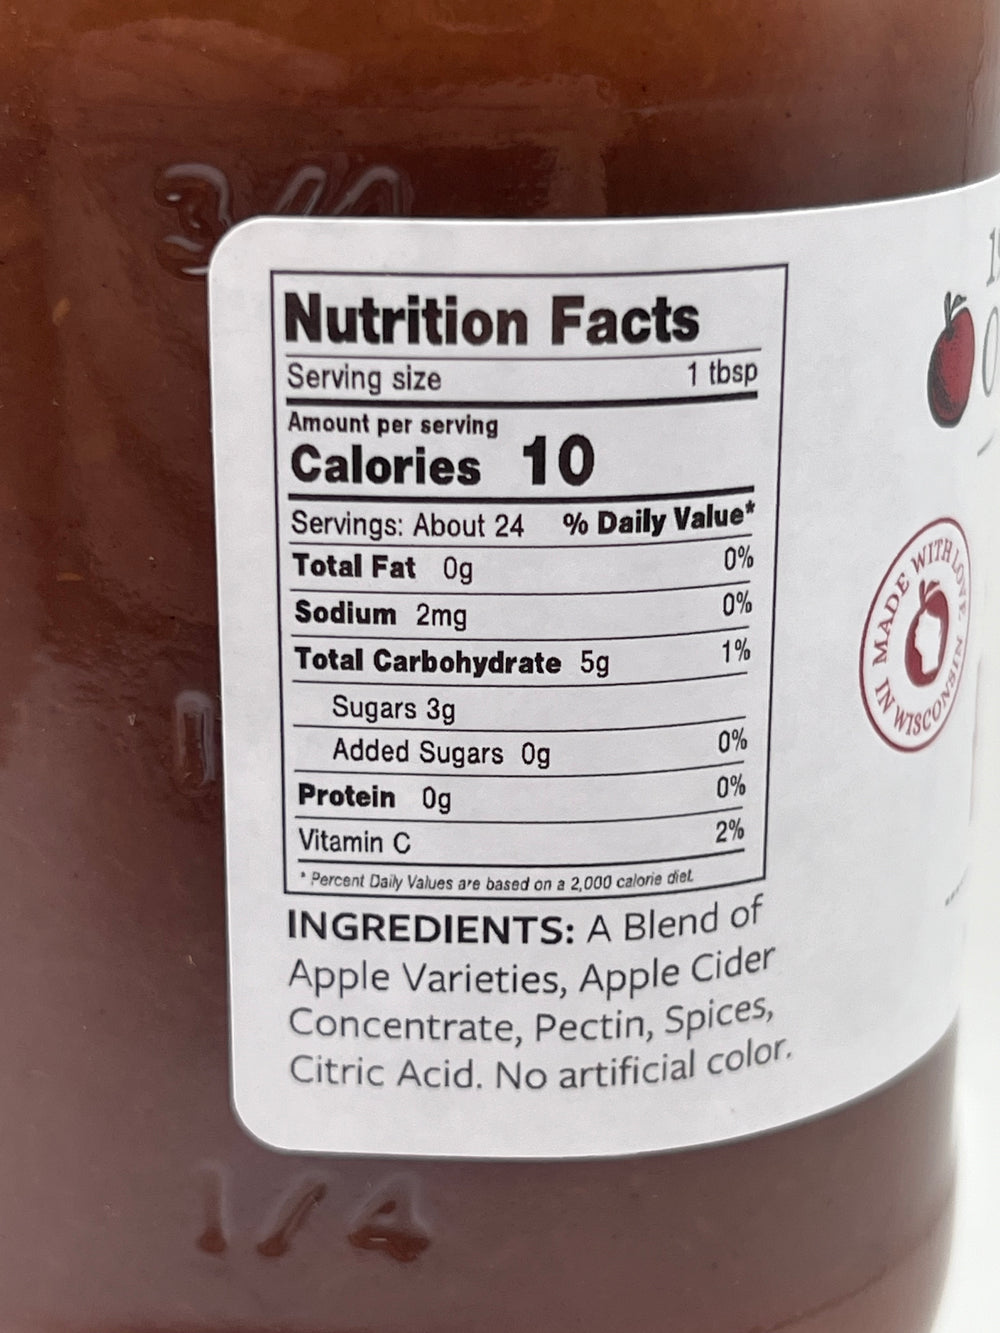 3/4
Nutrition Facts
Serving size 1 tbsp
Amount per serving
Calories 10
Servings: About 24 % Daily Value*
Total Fat 0g 0%
Sodium 2mg 0%
Total Carbohydrate 5g 1%
Sugars 3g
Added Sugars 0g 0%
Protein 0g 0%
Vitamin C 2%
* Percent Daily Values are based on a 2,000 calorie diet.
INGREDIENTS: A Blend of
Apple Varieties, Apple Cider
Concentrate, Pectin, Spices,
Citric Acid. No artificial color.
MADE WITH LOVE
IN WISCONSIN
1/4